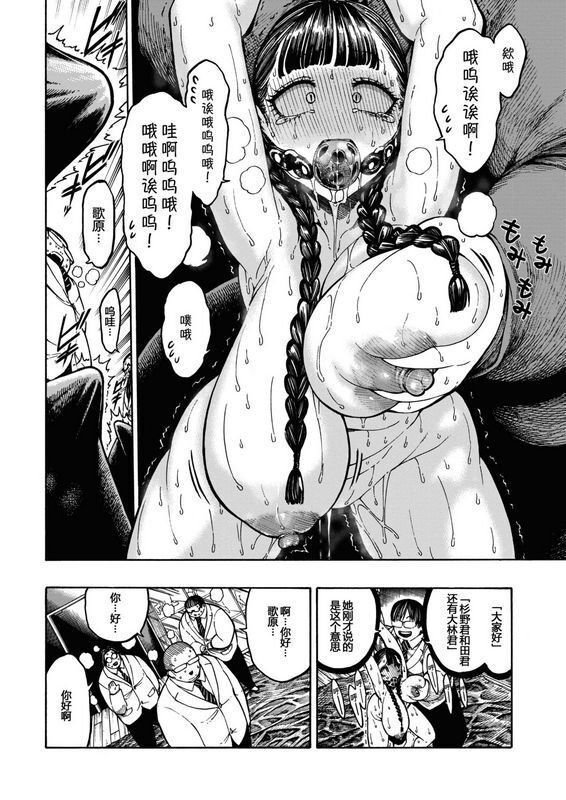 欸哦
哦呜诶诶啊！
哦诶哦呜呜哦！
哇啊呜呜哦！
哦哦啊诶呜呜！
もみ
もみ
もみ
噗哦
歌原…
呜哇…
「大家好」
「杉野君和田君
还有大林君」
她刚才说的
是这个意思
啊…你好
歌原…
你…好
你好啊